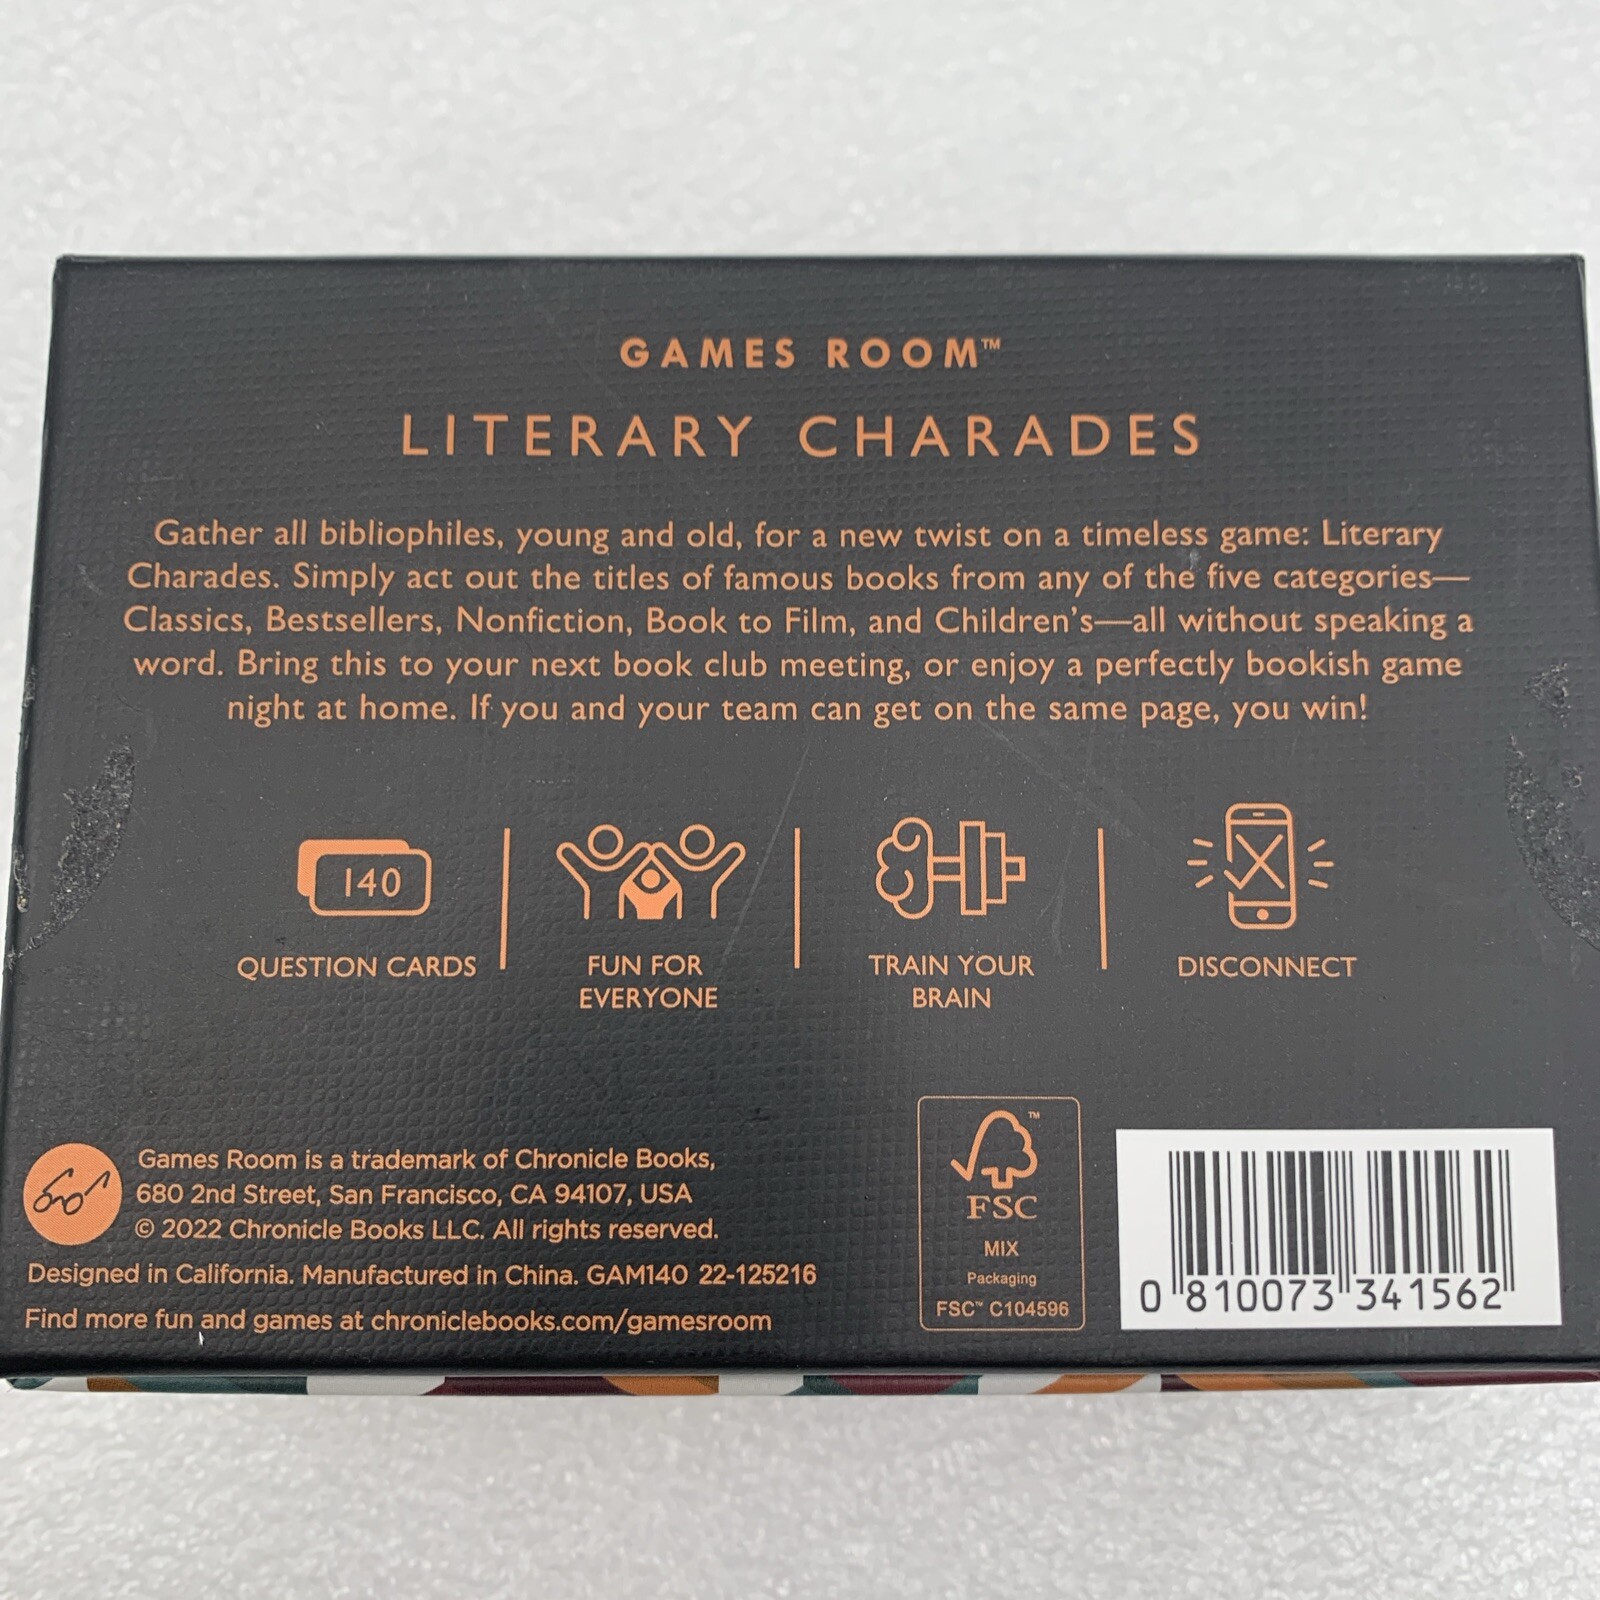 GAMES ROOM™
LITERARY CHARADES
Gather all bibliophiles, young and old, for a new twist on a timeless game: Literary
Charades. Simply act out the titles of famous books from any of the five categories—
Classics, Bestsellers, Nonfiction, Book to Film, and Children's—all without speaking a
word. Bring this to your next book club meeting, or enjoy a perfectly bookish game
night at home. If you and your team can get on the same page, you win!
140
QUESTION CARDS
FUN FOR
EVERYONE
TRAIN YOUR
BRAIN
DISCONNECT
Games Room is a trademark of Chronicle Books,
680 2nd Street, San Francisco, CA 94107, USA
© 2022 Chronicle Books LLC. All rights reserved.
Designed in California. Manufactured in China. GAM140 22-125216
Find more fun and games at chroniclebooks.com/gamesroom
™
FSC
MIX
Packaging
FSC™ C104596
0 810073 341562